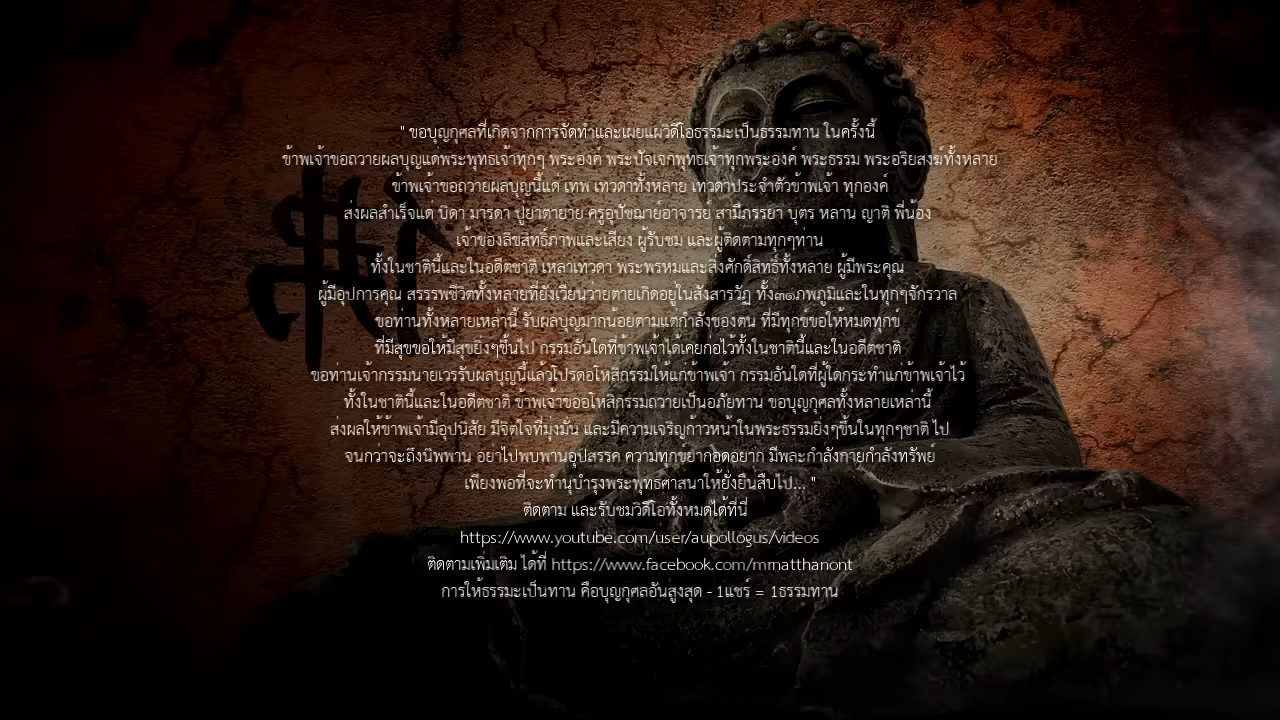 " ขอบุญกุศลที่เกิดจากการจัดทำและเผยแผ่วิดีโอธรรมะเป็นธรรมทาน ในครั้งนี้
ข้าพเจ้าขอถวายผลบุญแด่พระพุทธเจ้าทุกๆ พระองค์ พระปัจเจกพุทธเจ้าทุกพระองค์ พระธรรม พระอริยสงฆ์ทั้งหลาย
ข้าพเจ้าขอถวายผลบุญนี้แด่ เทพ เทวดาทั้งหลาย เทวดาประจำตัวข้าพเจ้า ทุกองค์
ส่งผลสำเร็จแด่ บิดา มารดา ปู่ย่าตายาย ครูอุปัชฌาย์อาจารย์ สามีภรรยา บุตร หลาน ญาติ พี่น้อง
เจ้าของลิขสิทธิ์ภาพและเสียง ผู้รับชม และผู้ติดตามทุกๆท่าน
ทั้งในชาตินี้และในอดีตชาติ เหล่าเทวดา พระพรหมและสิ่งศักดิ์สิทธิ์ทั้งหลาย ผู้มีพระคุณ
ผู้มีอุปการคุณ สรรรพชีวิตทั้งหลายที่ยังเวียนว่ายตายเกิดอยู่ในสังสารวัฏ ทั้ง๓๑ภพภูมิและในทุกๆจักรวาล
ขอท่านทั้งหลายเหล่านี้ รับผลบุญมากน้อยตามแต่กำลังของตน ที่มีทุกข์ขอให้หมดทุกข์
ที่มีสุขขอให้มีสุขยิ่งๆขึ้นไป กรรมอันใดที่ข้าพเจ้าได้เคยก่อไว้ทั้งในชาตินี้และในอดีตชาติ
ขอท่านเจ้ากรรมนายเวรรับผลบุญนี้แล้วโปรดอโหสิกรรมให้แก่ข้าพเจ้า กรรมอันใดที่ผู้ใดกระทำแก่ข้าพเจ้าไว้
ทั้งในชาตินี้และในอดีตชาติ ข้าพเจ้าขออโหสิกรรมถวายเป็นอภัยทาน ขอบุญกุศลทั้งหลายเหล่านี้
ส่งผลให้ข้าพเจ้ามีอุปนิสัย มีจิตใจที่มุ่งมั่น และมีความเจริญก้าวหน้าในพระธรรมยิ่งๆขึ้นในทุกๆชาติ ไป
จนกว่าจะถึงนิพพาน อย่าไปพบพานอุปสรรค ความทุกข์ยากอดอยาก มีพละกำลังกายกำลังทรัพย์
เพียงพอที่จะทำนุบำรุงพระพุทธศาสนาให้ยั่งยืนสืบไป... "
ติดตาม และรับชมวิดีโอทั้งหมดได้ที่นี่
https://www.youtube.com/user/aupollogus/videos
ติดตามเพิ่มเติม ได้ที่ https://www.facebook.com/mrmatthanont
การให้ธรรมะเป็นทาน คือบุญกุศลอันสูงสุด - 1แชร์ = 1ธรรมทาน